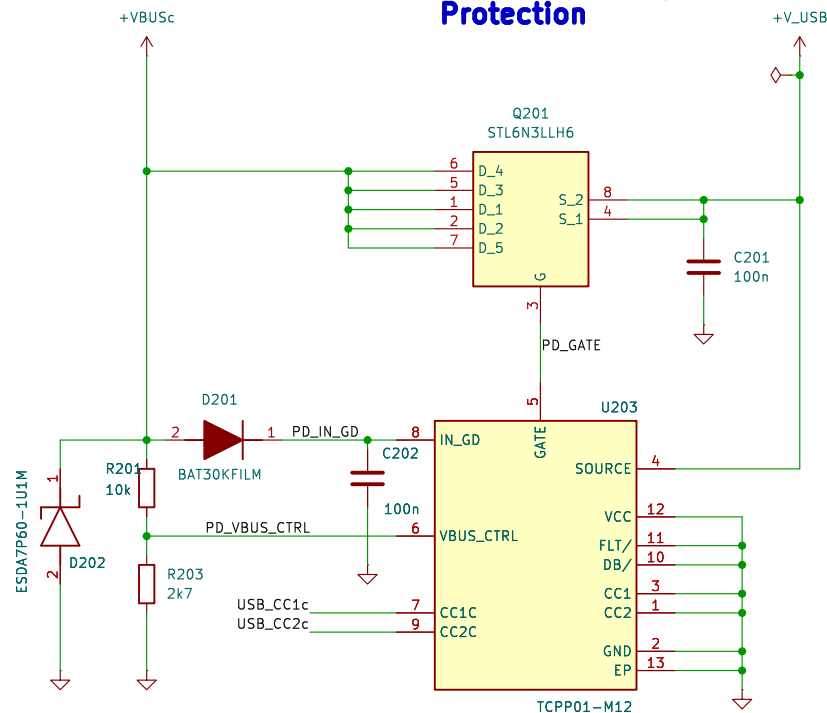 Protection
+VBUSc
+V_USB
Q201
STL6N3LLH6
6 D_4
5 D_3
1 D_1
2 D_2
7 D_5
S_2 8
S_1 4
G
3
C201
100n
PD_GATE
5
GATE
U203
D201
2 1
PD_IN_GD
8 IN_GD
BAT30KFILM
C202
100n
R201
10k
SOURCE 4
ESDA7P60-1U1M
1
2
D202
PD_VBUS_CTRL
6 VBUS_CTRL
R203
2k7
VCC 12
FLT/ 11
DB/ 10
CC1 3
CC2 1
GND 2
EP 13
USB_CC1c
7 CC1C
USB_CC2c
9 CC2C
TCPP01-M12